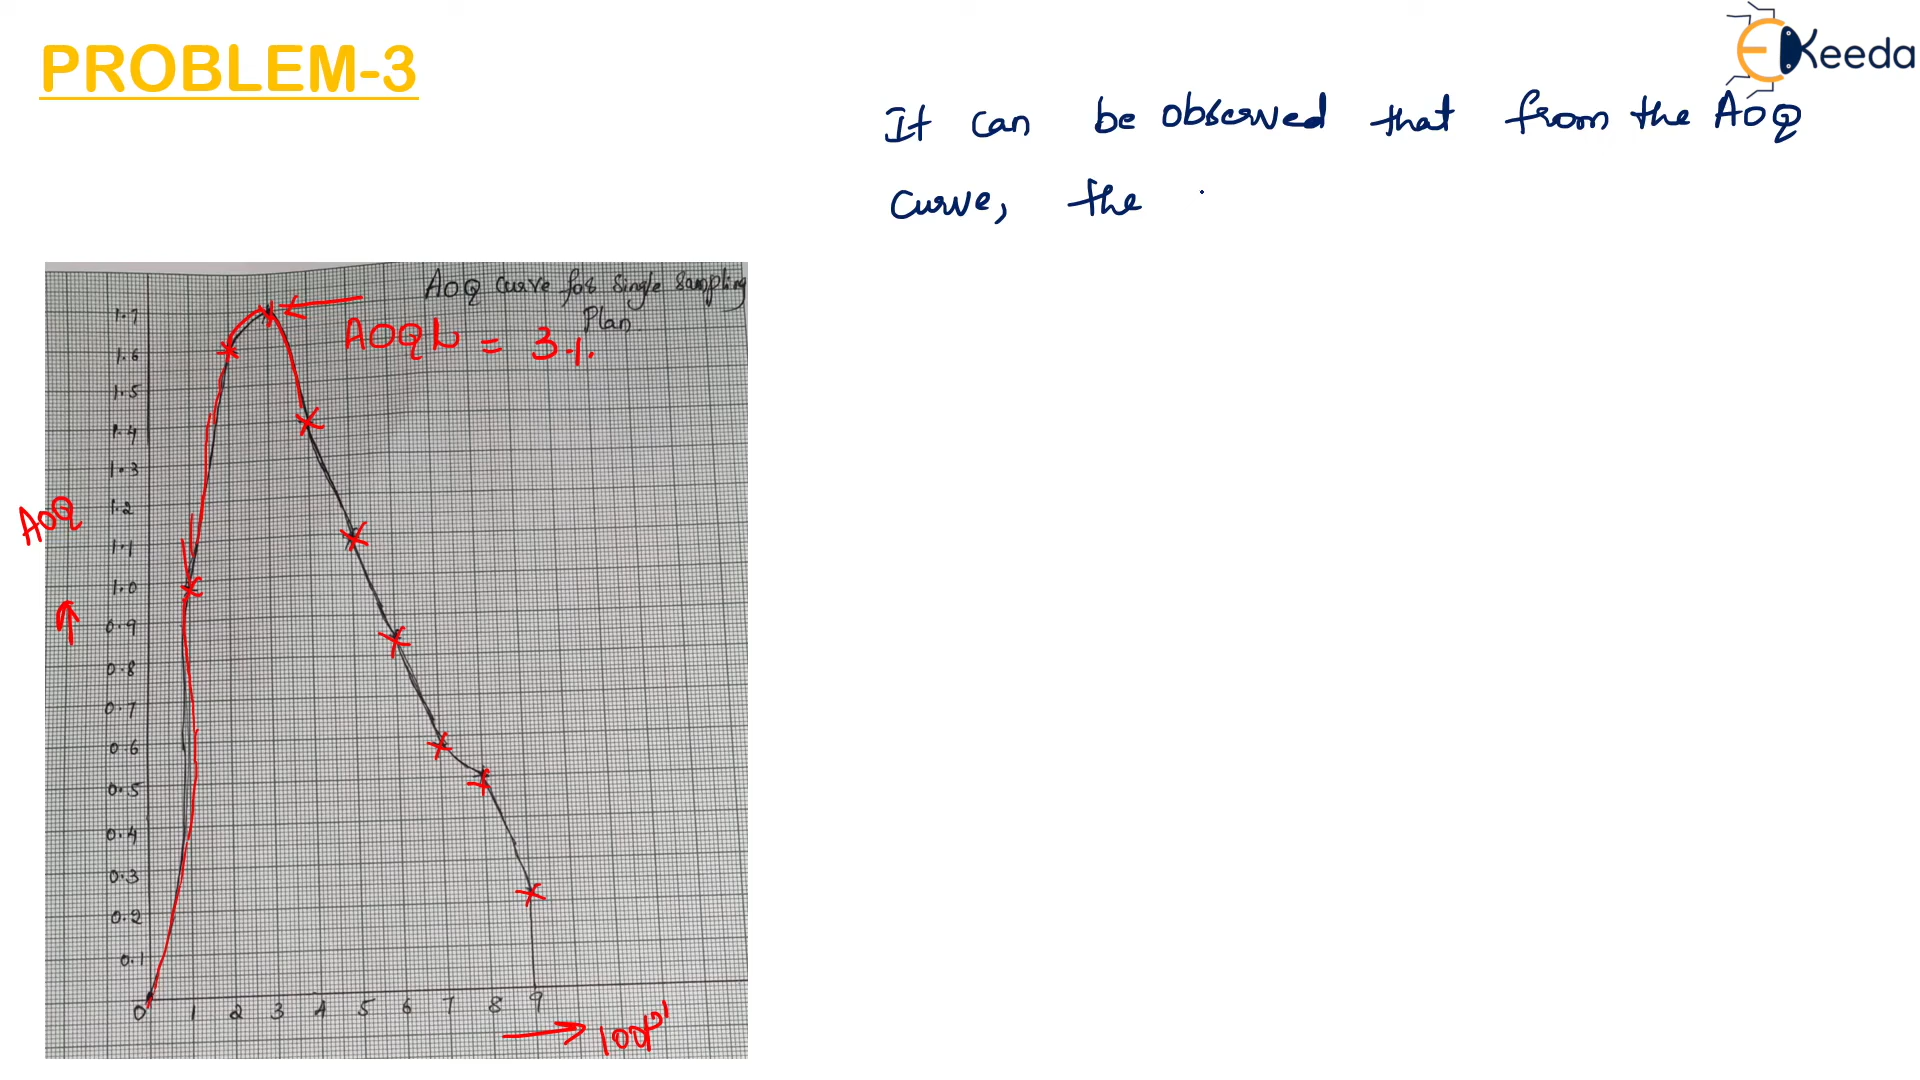 PROBLEM-3
EKeeda
It can be observed that from the AOQ
curve, the
AOQ curve for single sampling
Plan
AOQL = 3.1.
1.7
1.6
1.5
1.4
1.3
1.2
AOQ
1.1
1.0
0.9
0.8
0.7
0.6
0.5
0.4
0.3
0.2
0.1
0 1 2 3 4 5 6 7 8 9
100p'